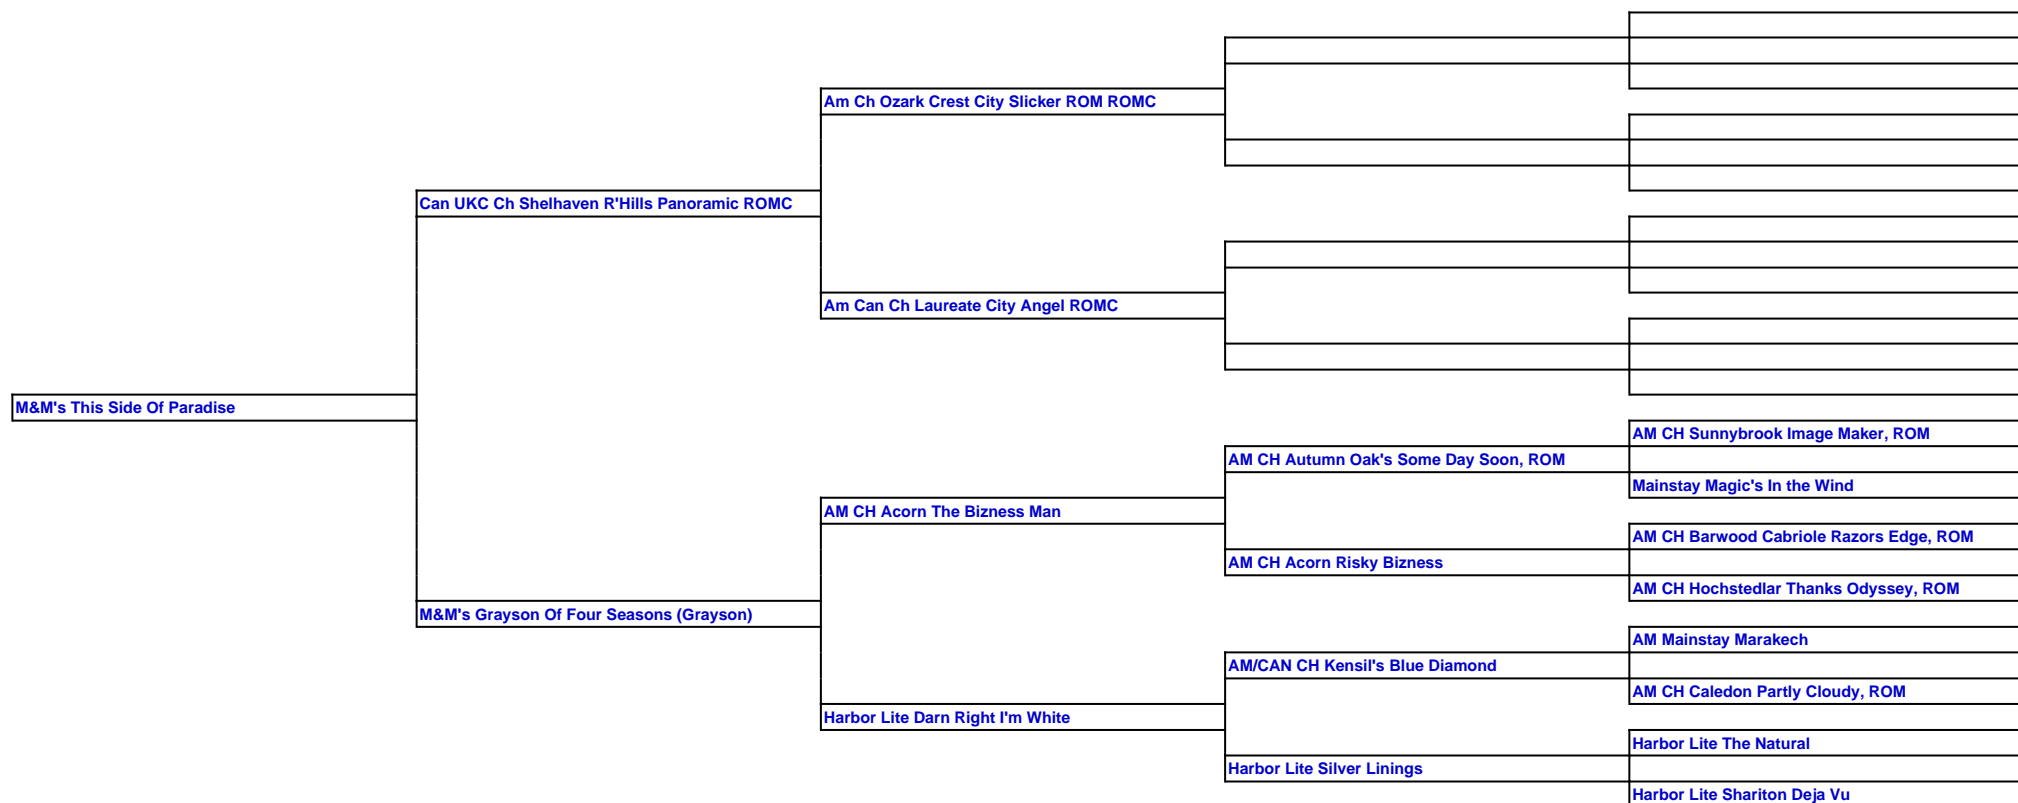 Am Ch Ozark Crest City Slicker ROM ROMC
Can UKC Ch Shelhaven R'Hills Panoramic ROMC
Am Can Ch Laureate City Angel ROMC
M&M's This Side Of Paradise
AM CH Sunnybrook Image Maker, ROM
AM CH Autumn Oak's Some Day Soon, ROM
Mainstay Magic's In the Wind
AM CH Acorn The Bizness Man
AM CH Barwood Cabriole Razors Edge, ROM
AM CH Acorn Risky Bizness
AM CH Hochstedlar Thanks Odyssey, ROM
M&M's Grayson Of Four Seasons (Grayson)
AM Mainstay Marakech
AM/CAN CH Kensil's Blue Diamond
AM CH Caledon Partly Cloudy, ROM
Harbor Lite Darn Right I'm White
Harbor Lite The Natural
Harbor Lite Silver Linings
Harbor Lite Shariton Deja Vu